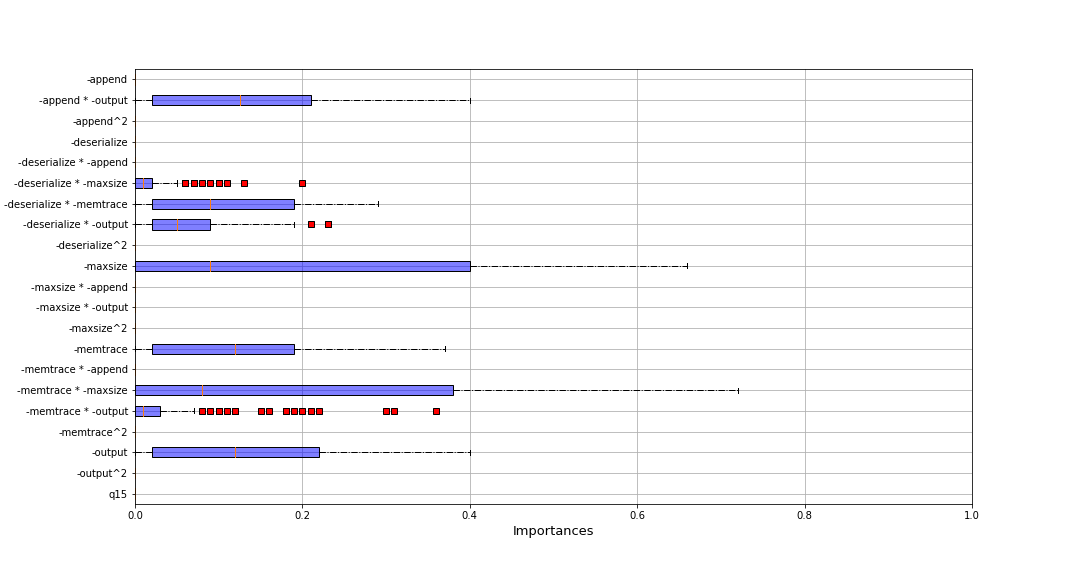 -append
-append * -output
-append^2
-deserialize
-deserialize * -append
-deserialize * -maxsize
-deserialize * -memtrace
-deserialize * -output
-deserialize^2
-maxsize
-maxsize * -append
-maxsize * -output
-maxsize^2
-memtrace
-memtrace * -append
-memtrace * -maxsize
-memtrace * -output
-memtrace^2
-output
-output^2
q15
0.0 0.2 0.4 0.6 0.8 1.0
Importances